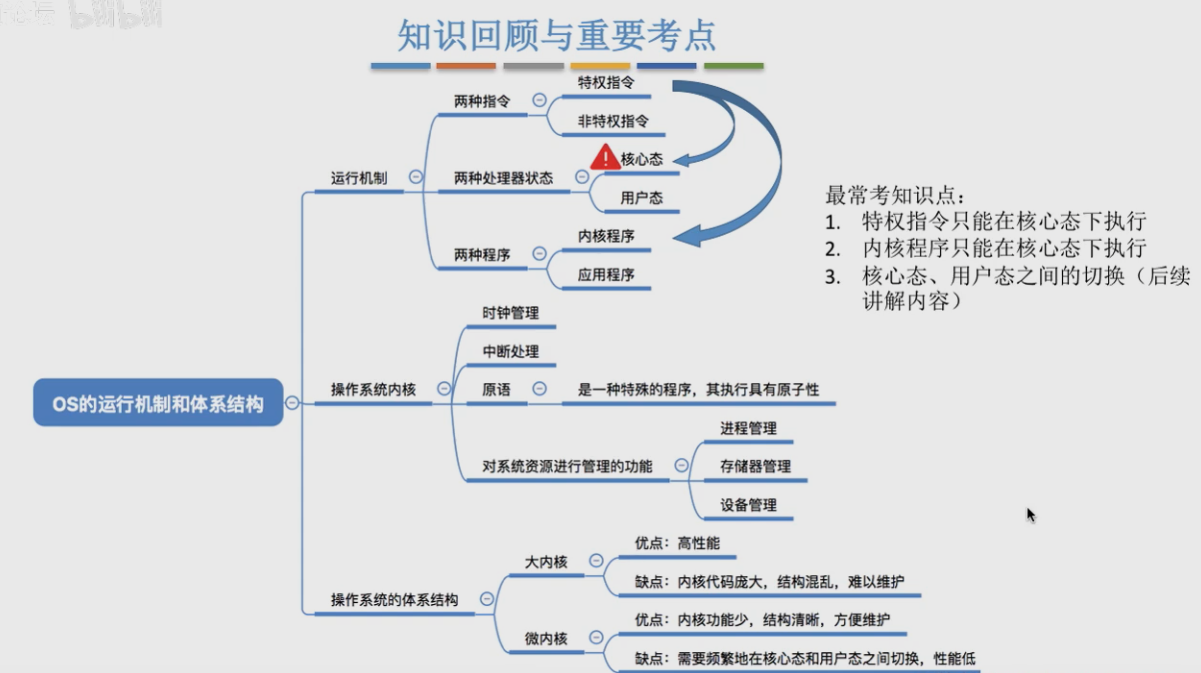 bilibili
知识回顾与重要考点
特权指令
两种指令
非特权指令
核心态
运行机制
两种处理器状态
用户态
内核程序
两种程序
应用程序
最常考知识点：
1. 特权指令只能在核心态下执行
2. 内核程序只能在核心态下执行
3. 核心态、用户态之间的切换（后续
讲解内容）
时钟管理
中断处理
操作系统内核
原语
是一种特殊的程序，其执行具有原子性
OS的运行机制和体系结构
进程管理
对系统资源进行管理的功能
存储器管理
设备管理
优点：高性能
大内核
缺点：内核代码庞大，结构混乱，难以维护
操作系统的体系结构
优点：内核功能少，结构清晰，方便维护
微内核
缺点：需要频繁地在核心态和用户态之间切换，性能低